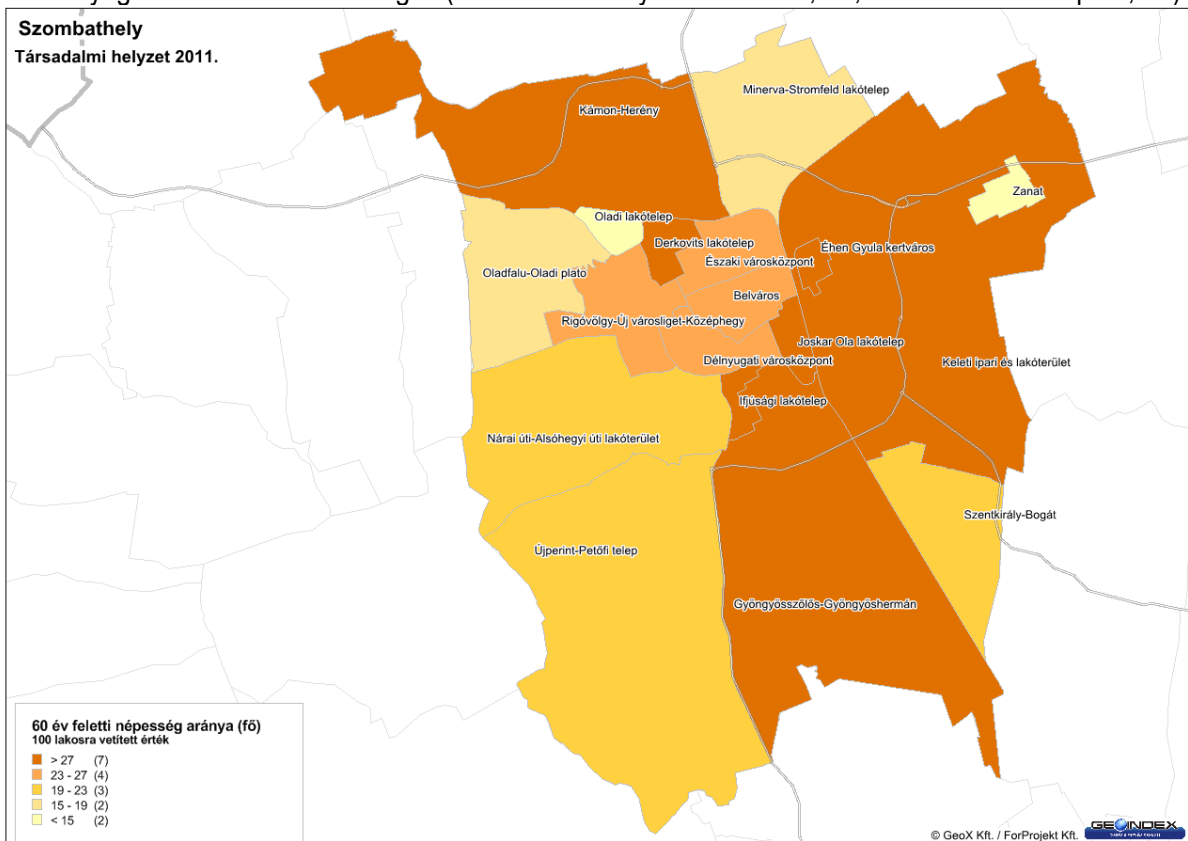 Szombathely
Társadalmi helyzet 2011.
Minerva-Stromfeld lakótelep
Kámon-Herény
Zanat
Oladi lakótelep
Derkovits lakótelep
Éhen Gyula kertváros
Északi városközpont
Oladfalu-Oladi plató
Belváros
Rigóvölgy-Új városliget-Középhegy
Joskar Ola lakótelep
Délnyugati városközpont
Keleti ipari és lakóterület
Ifjúsági lakótelep
Nárai úti-Alsóhegyi úti lakóterület
Szentkirály-Bogát
Újperint-Petőfi telep
Gyöngyösszőlős-Gyöngyöshermán
60 év feletti népesség aránya (fő)
100 lakosra vetített érték
> 27 (7)
23 - 27 (4)
19 - 23 (3)
15 - 19 (2)
< 15 (2)
© GeoX Kft. / ForProjekt Kft.
GEOINDEX